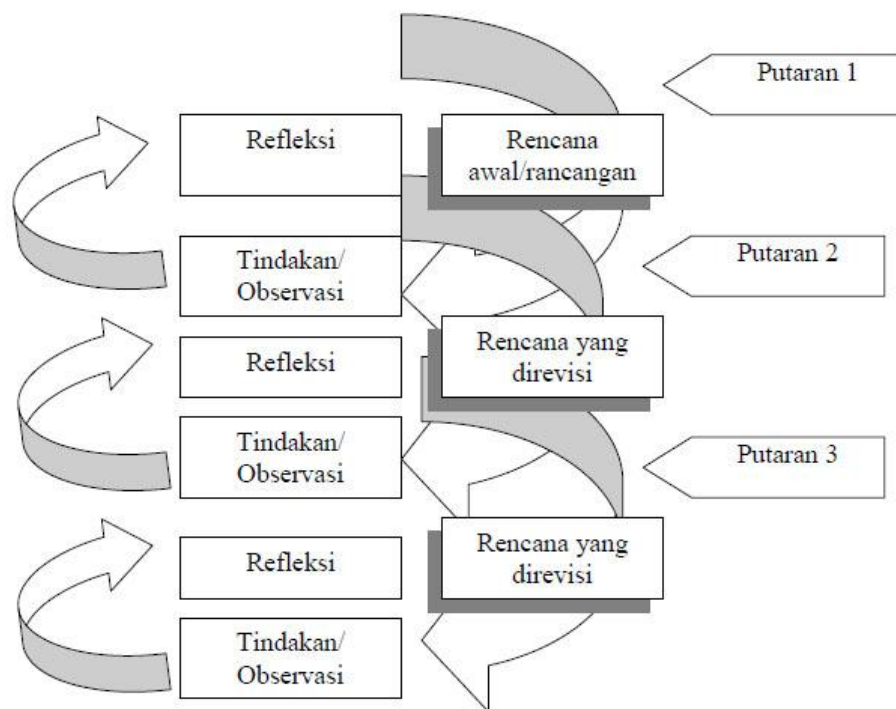 Putaran 1
Refleksi
Rencana
awal/rancangan
Tindakan/
Observasi
Putaran 2
Refleksi
Rencana yang
direvisi
Tindakan/
Observasi
Putaran 3
Refleksi
Rencana yang
direvisi
Tindakan/
Observasi